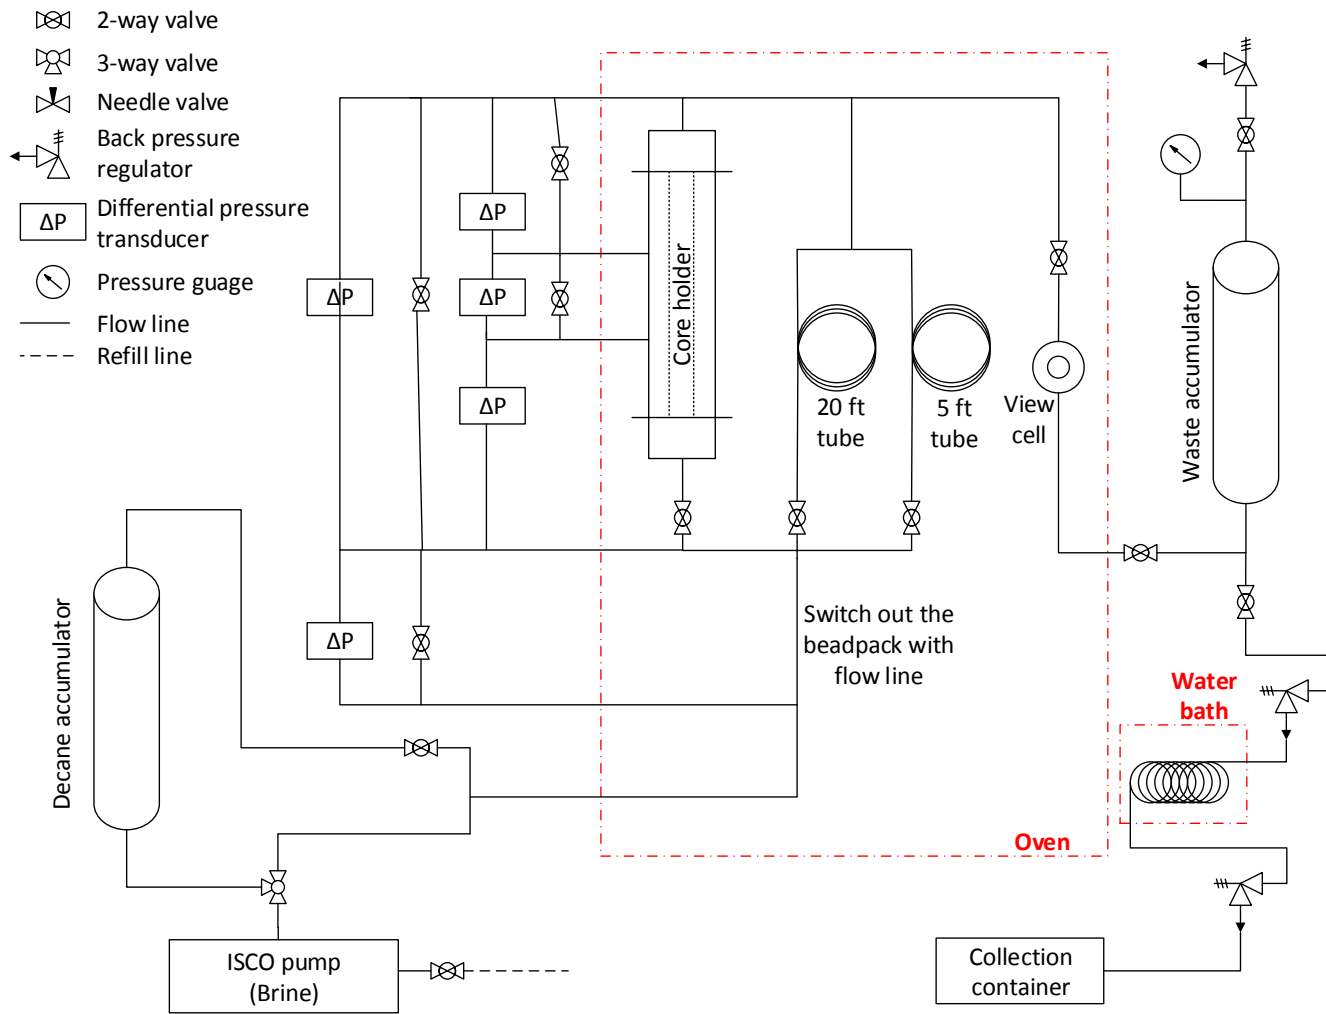 2-way valve
3-way valve
Needle valve
Back pressure
regulator
ΔP
Differential pressure
transducer
Pressure guage
Flow line
Refill line
ΔP
ΔP
ΔP
ΔP
ΔP
Core holder
20 ft
tube
5 ft
tube
View
cell
Waste accumulator
Decane accumulator
Switch out the
beadpack with
flow line
Water
bath
Oven
ISCO pump
(Brine)
Collection
container